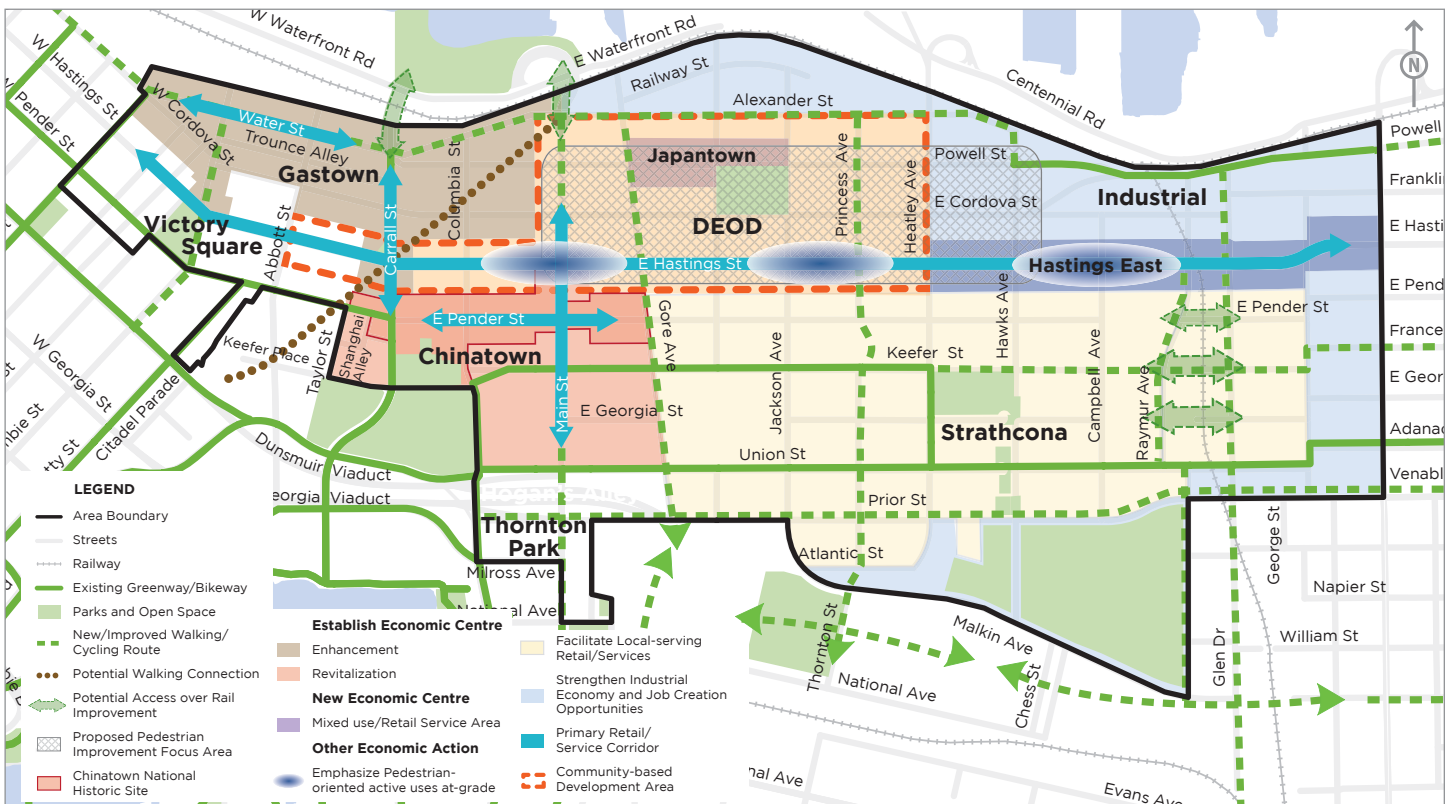 W Waterfront Rd
E Waterfront Rd
Railway St
Centennial Rd
N
W Hastings St
W Pender St
W Cordova St
Water St
Trounce Alley
Gastown
Columbia St
Alexander St
Japantown
Princess Ave
Heatley Ave
Powell St
E Cordova St
Industrial
Powell
Franklin
E Hasti
E Pend
France
E Geor
Adanac
Venabl
Victory
Square
Abbott St
Carrall St
DEOD
E Hastings St
Hastings East
E Pender St
E Pender St
Chinatown
Shanghai
Alley
Taylor St
Keefer Place
Gore Ave
Main St
Keefer St
Hawks Ave
Jackson Ave
Campbell Ave
Raymur Ave
E Georgia St
Strathcona
Union St
W Georgia St
Citadel Parade
Dunsmuir Viaduct
eorgia Viaduct
Hogan's Alley
Prior St
Thornton
Park
Atlantic St
Milross Ave
National Ave
Malkin Ave
Thornton St
National Ave
Chess St
Glen Dr
George St
Napier St
William St
Evans Ave
nal Ave
LEGEND
Area Boundary
Streets
Railway
Existing Greenway/Bikeway
Parks and Open Space
New/Improved Walking/
Cycling Route
Potential Walking Connection
Potential Access over Rail
Improvement
Proposed Pedestrian
Improvement Focus Area
Chinatown National
Historic Site
Establish Economic Centre
Enhancement
Revitalization
New Economic Centre
Mixed use/Retail Service Area
Other Economic Action
Emphasize Pedestrian-
oriented active uses at-grade
Facilitate Local-serving
Retail/Services
Strengthen Industrial
Economy and Job Creation
Opportunities
Primary Retail/
Service Corridor
Community-based
Development Area